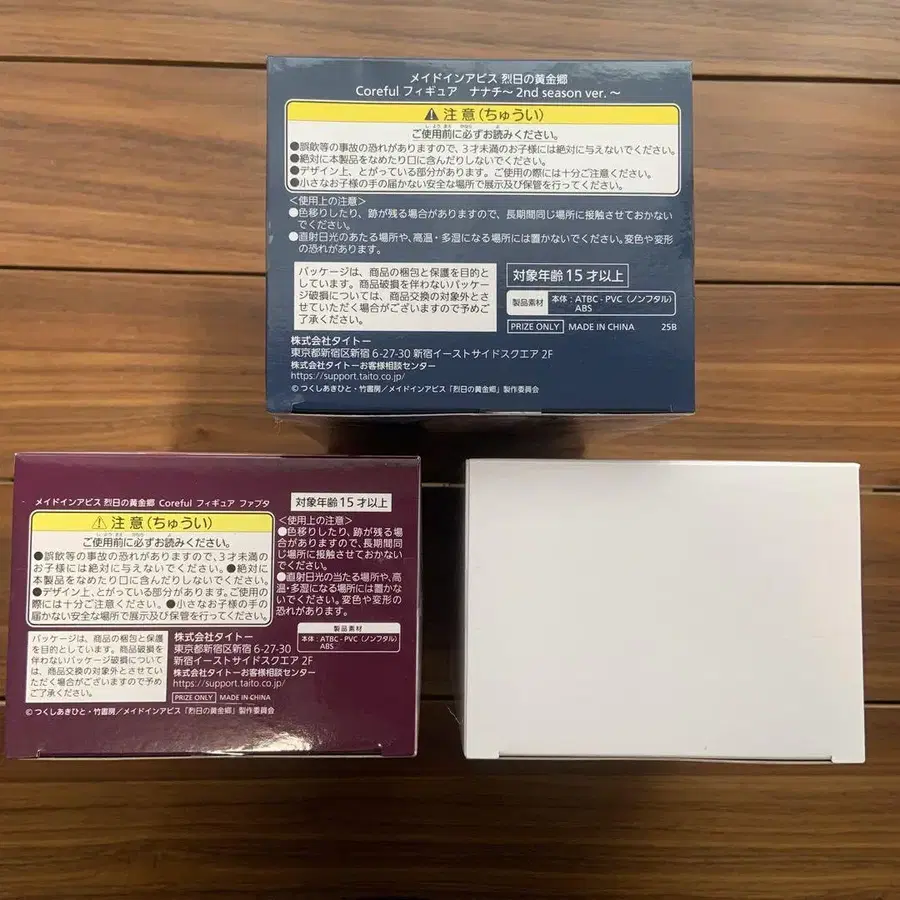 メイドインアビス 烈日の黄金郷
Coreful フィギュア　ナナチ～ 2nd season ver. ～
⚠注意(ちゅうい)
ご使用前に必ずお読みください。
●誤飲等の事故の恐れがありますので、3才未満のお子様には絶対に与えないでください。
●絶対に本製品をなめたり口に含んだりしないでください。
●デザイン上、とがっている部分があります。ご使用の際には十分ご注意ください。
●小さなお子様の手の届かない安全な場所で展示及び保管を行ってください。
＜使用上の注意＞
●色移りしたり、跡が残る場合がありますので、長期間同じ場所に接触させておかない
でください。
●直射日光のあたる場所や、高温・多湿になる場所には置かないでください。変色や変形
の恐れがあります。
パッケージは、商品の梱包と保護を目的と
しています。商品破損を伴わないパッケー
ジ破損については、商品交換の対象外とさ
せていただく場合がございますので予めご
了承ください。
対象年齢 15 才以上
製品素材
本体：ATBC-PVC（ノンフタル）
ABS
PRIZE ONLY MADE IN CHINA 25B
株式会社タイトー
東京都新宿区新宿 6-27-30 新宿イーストサイドスクエア 2F
株式会社タイトーお客様相談センター
https://support.taito.co.jp/
© つくしあきひと・竹書房／メイドインアビス「烈日の黄金郷」製作委員会
メイドインアビス 烈日の黄金郷 Coreful フィギュア ファプタ
⚠注意(ちゅうい)
ご使用前に必ずお読みください。
●誤飲等の事故の恐れがありますので、3才未満の
お子様には絶対に与えないでください。●絶対に
本製品をなめたり口に含んだりしないでください。
●デザイン上、とがっている部分があります。ご使用の
際には十分ご注意ください。●小さなお子様の手の
届かない安全な場所で展示及び保管を行ってください。
対象年齢 15 才以上
＜使用上の注意＞
●色移りしたり、跡が残る場
合がありますので、長期間同
じ場所に接触させておかない
でください。
●直射日光の当たる場所や、高
温・多湿になる場所には置かな
いでください。変色や変形の
恐れがあります。
パッケージは、商品の梱包と保護
を目的としています。商品破損を
伴わないパッケージ破損について
は、商品交換の対象外とさせてい
ただく場合がございますので予め
ご了承ください。
株式会社タイトー
東京都新宿区新宿 6-27-30
新宿イーストサイドスクエア 2F
株式会社タイトーお客様相談センター
https://support.taito.co.jp/
PRIZE ONLY MADE IN CHINA
製品素材
本体：ATBC-PVC（ノンフタル）
ABS
© つくしあきひと・竹書房／メイドインアビス「烈日の黄金郷」製作委員会